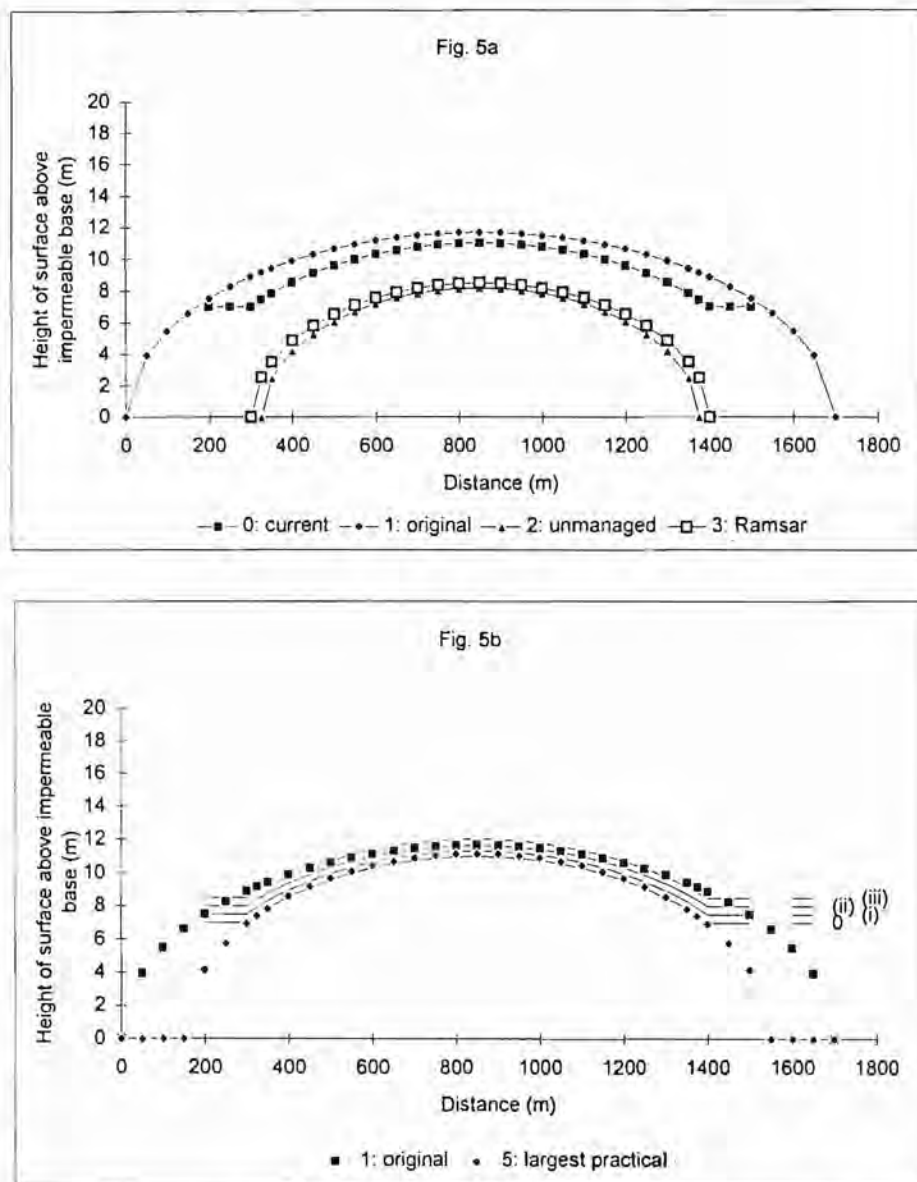 Fig. 5a
Height of surface above
impermeable base (m)
20
18
16
14
12
10
8
6
4
2
0
0 200 400 600 800 1000 1200 1400 1600 1800
Distance (m)
0: current 1: original 2: unmanaged 3: Ramsar
Fig. 5b
Height of surface above impermeable
base (m)
20
18
16
14
12
10
8
6
4
2
0
(ii) (iii)
0 (i)
0 200 400 600 800 1000 1200 1400 1600 1800
Distance (m)
1: original 5: largest practical